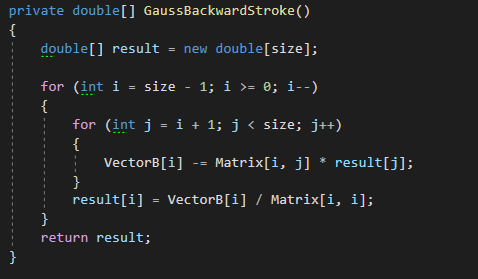 private double[] GaussBackwardStroke()
{
    double[] result = new double[size];

    for (int i = size - 1; i >= 0; i--)
    {
        for (int j = i + 1; j < size; j++)
        {
            VectorB[i] -= Matrix[i, j] * result[j];
        }
        result[i] = VectorB[i] / Matrix[i, i];
    }
    return result;
}